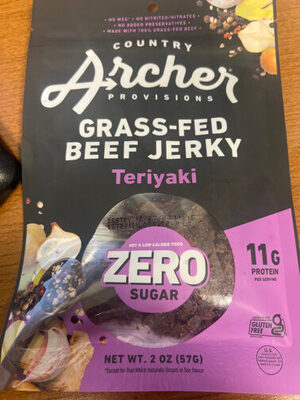 • NO MSG* • NO NITRITES/NITRATES
• NO ADDED PRESERVATIVES •
• MADE WITH 100% GRASS-FED BEEF •
COUNTRY
Archer
PROVISIONS
GRASS-FED
BEEF JERKY
Teriyaki
NOT A LOW CALORIE FOOD
ZERO
SUGAR
11G
PROTEIN
PER SERVING
GLUTEN
FREE
NET WT. 2 OZ (57G)
*Except for that Which Naturally Occurs in Soy Sauce